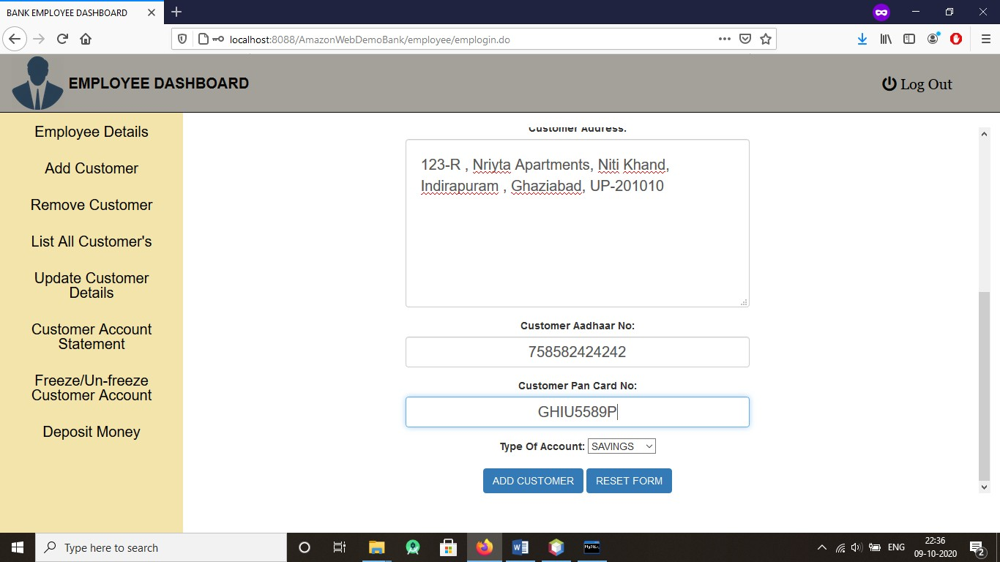 BANK EMPLOYEE DASHBOARD
localhost:8088/AmazonWebDemoBank/employee/emplogin.do
EMPLOYEE DASHBOARD
Log Out
Employee Details
Add Customer
Remove Customer
List All Customer's
Update Customer
Details
Customer Account
Statement
Freeze/Un-freeze
Customer Account
Deposit Money
Customer Address:
123-R , Nriyta Apartments, Niti Khand,
Indirapuram , Ghaziabad, UP-201010
Customer Aadhaar No:
758582424242
Customer Pan Card No:
GHIU5589P
Type Of Account: SAVINGS
ADD CUSTOMER RESET FORM
Type here to search
MySQL
ENG
22:36
09-10-2020
2